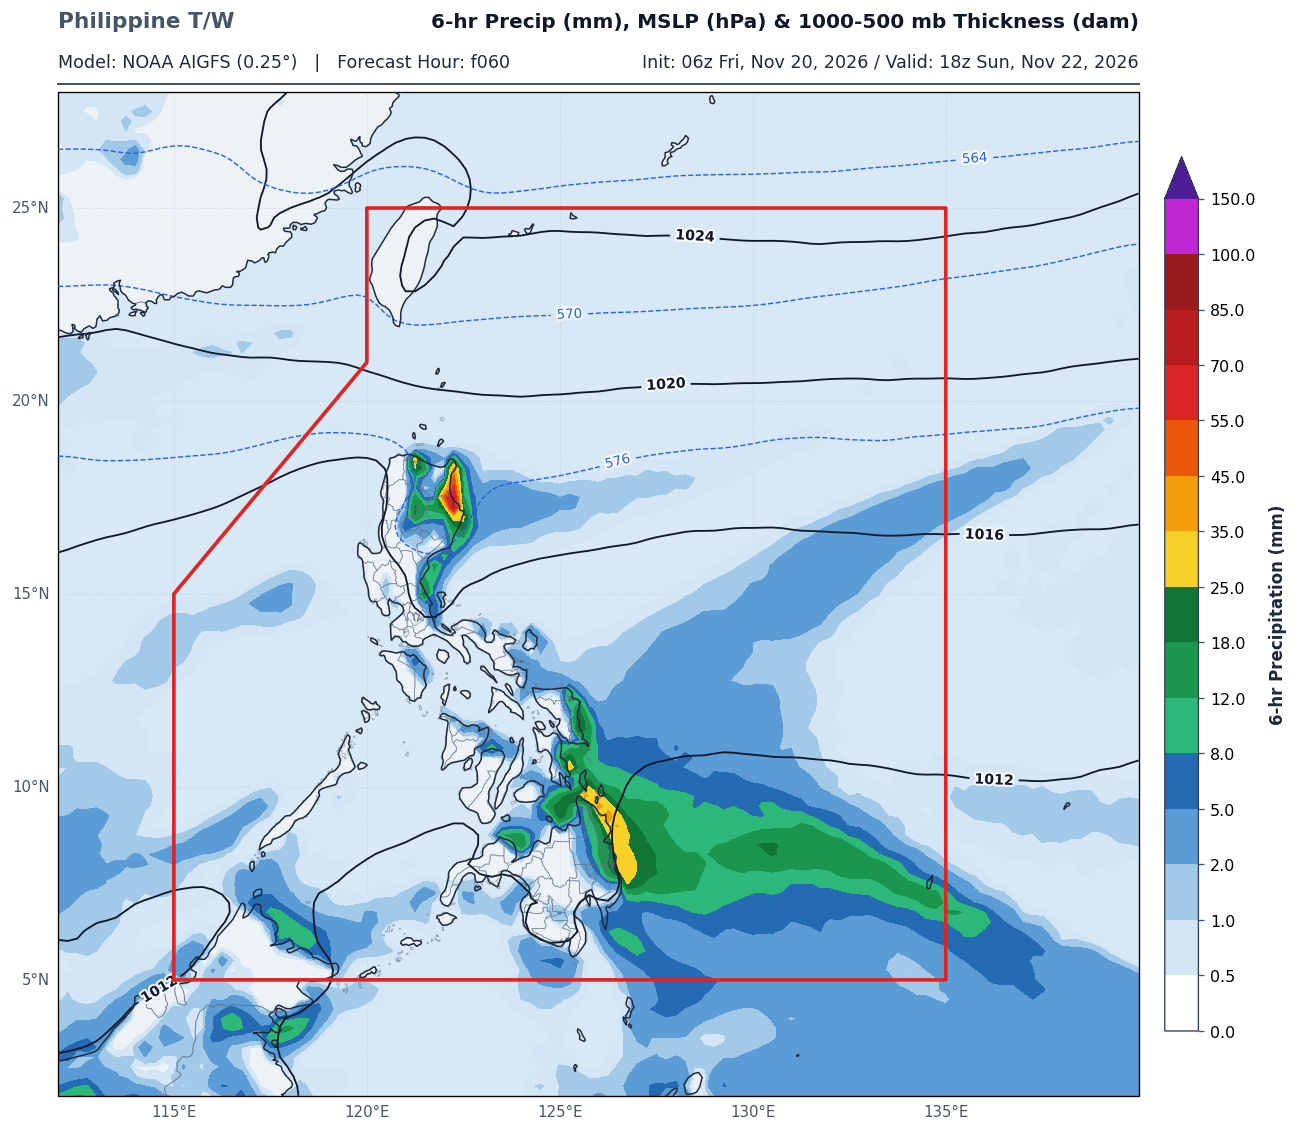 Philippine T/W
6-hr Precip (mm), MSLP (hPa) & 1000-500 mb Thickness (dam)
Model: NOAA AIGFS (0.25°) | Forecast Hour: f060
Init: 06z Fri, Nov 20, 2026 / Valid: 18z Sun, Nov 22, 2026
564
1024
570
1020
576
1016
1012
1012
25°N
20°N
15°N
10°N
5°N
115°E
120°E
125°E
130°E
135°E
150.0
100.0
85.0
70.0
55.0
45.0
35.0
25.0
18.0
12.0
8.0
5.0
2.0
1.0
0.5
0.0
6-hr Precipitation (mm)